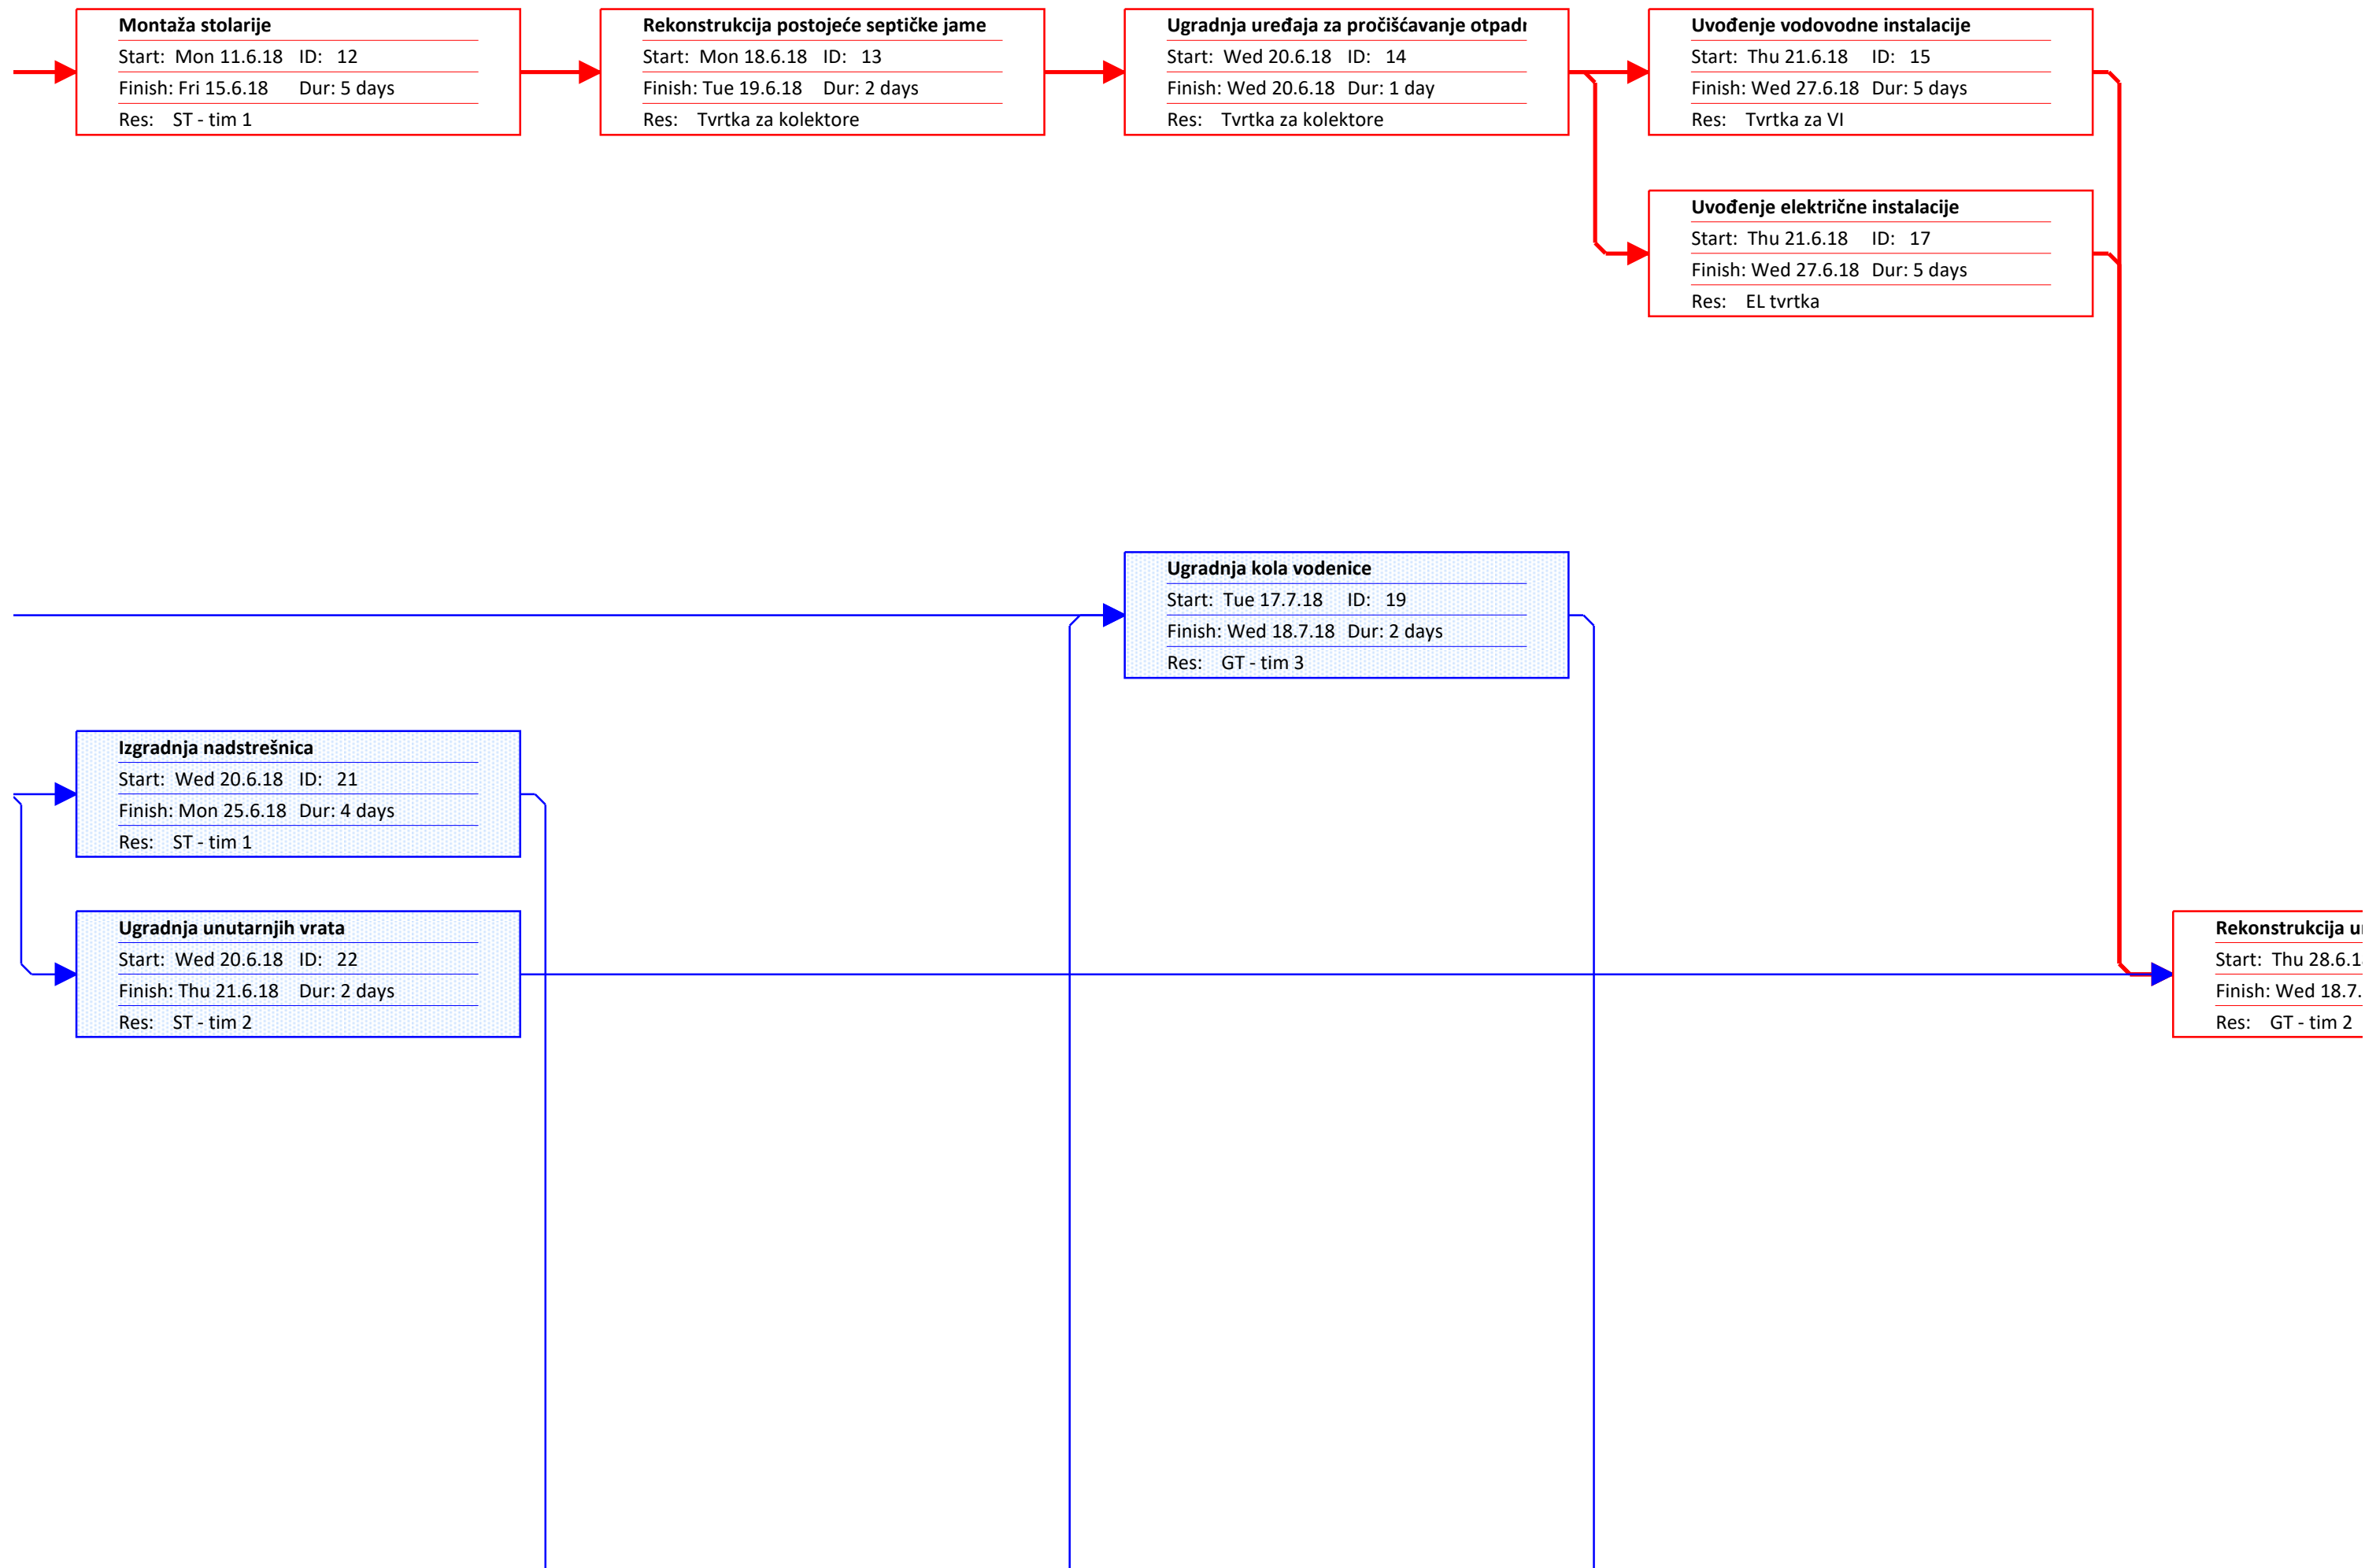 Montaža stolarije
Start: Mon 11.6.18 ID: 12
Finish: Fri 15.6.18 Dur: 5 days
Res: ST - tim 1
Rekonstrukcija postojeće septičke jame
Start: Mon 18.6.18 ID: 13
Finish: Tue 19.6.18 Dur: 2 days
Res: Tvrtka za kolektore
Ugradnja uređaja za pročišćavanje
Start: Wed 20.6.18 ID: 14
Finish: Wed 20.6.18 Dur: 1 day
Res: Tvrtka za kolektore
Uvođenje vodovodne instalacije
Start: Thu 21.6.18 ID: 15
Finish: Wed 27.6.18 Dur: 5 days
Res: Tvrtka za VI
Uvođenje električne instalacije
Start: Thu 21.6.18 ID: 17
Finish: Wed 27.6.18 Dur: 5 days
Res: EL tvrtka
Ugradnja kola vodenice
Start: Tue 17.7.18 ID: 19
Finish: Wed 18.7.18 Dur: 2 days
Res: GT - tim 3
Izgradnja nadstrešnica
Start: Wed 20.6.18 ID: 21
Finish: Mon 25.6.18 Dur: 4 days
Res: ST - tim 1
Ugradnja unutarnjih vrata
Start: Wed 20.6.18 ID: 22
Finish: Thu 21.6.18 Dur: 2 days
Res: ST - tim 2
Rekonstrukcija
Start: Thu 28.6.1
Finish: Wed 18.7.
Res: GT - tim 2